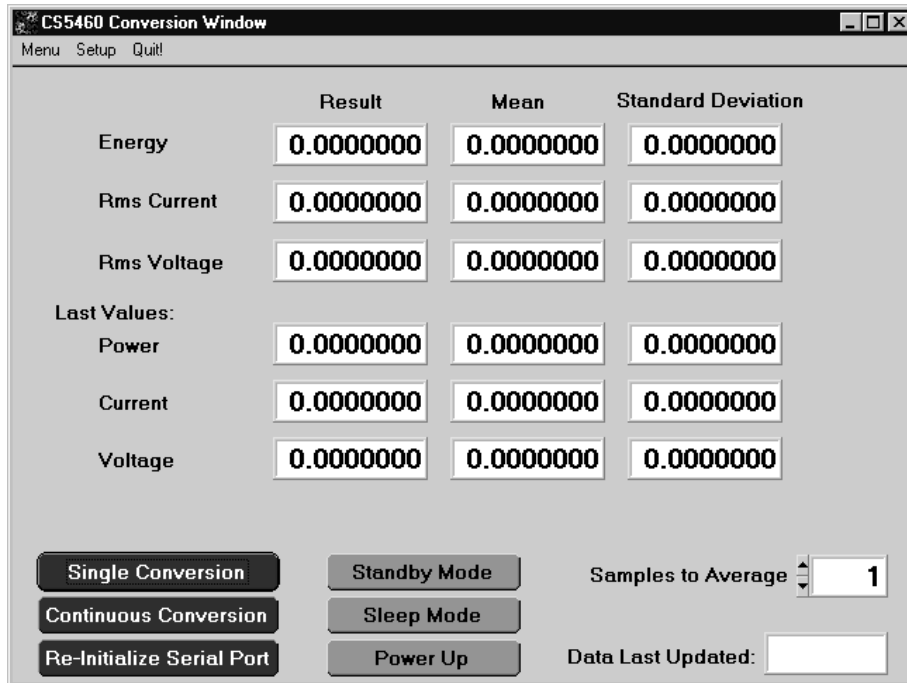 CS5460 Conversion Window
Menu Setup Quit!
Result Mean Standard Deviation
Energy 0.0000000 0.0000000 0.0000000
Rms Current 0.0000000 0.0000000 0.0000000
Rms Voltage 0.0000000 0.0000000 0.0000000
Last Values:
Power 0.0000000 0.0000000 0.0000000
Current 0.0000000 0.0000000 0.0000000
Voltage 0.0000000 0.0000000 0.0000000
Single Conversion Standby Mode Samples to Average 1
Continuous Conversion Sleep Mode
Re-Initialize Serial Port Power Up Data Last Updated: